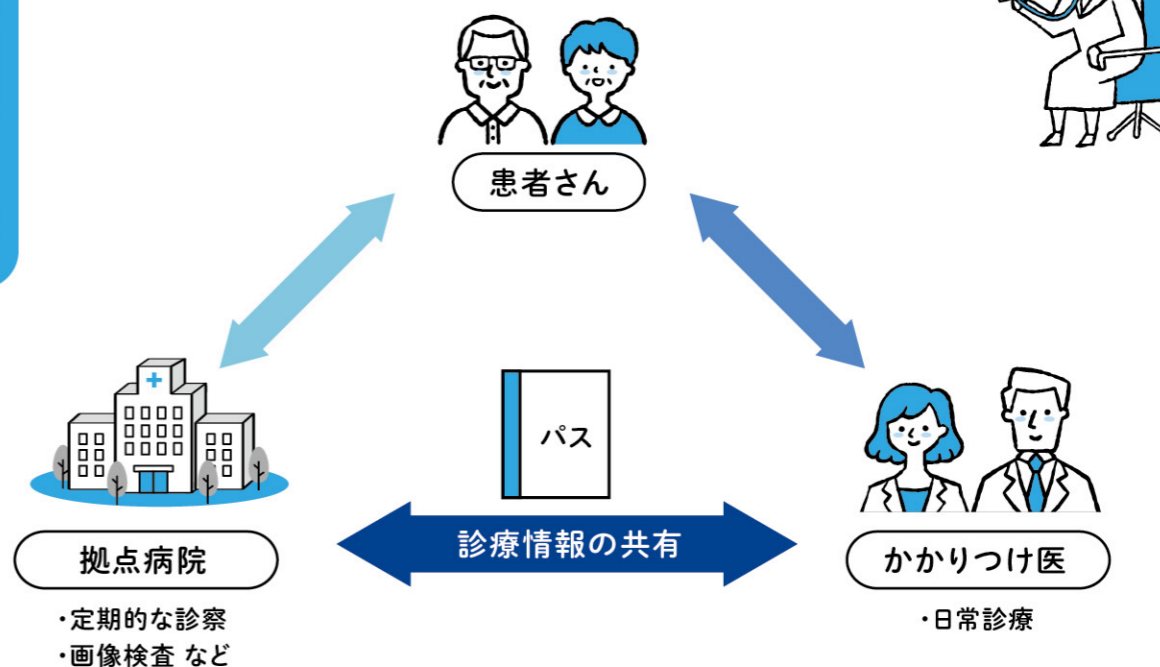 患者さん
パス
診療情報の共有
拠点病院
・定期的な診察
・画像検査 など
かかりつけ医
・日常診療